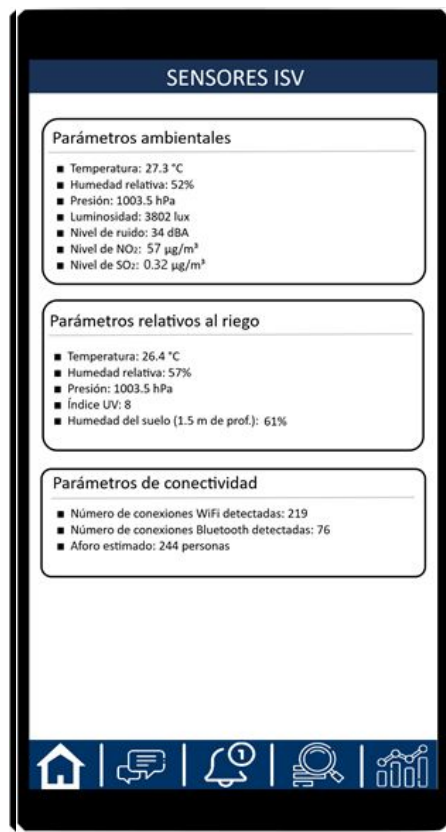 SENSORES ISV
Parámetros ambientales
■ Temperatura: 27.3 °C
■ Humedad relativa: 52%
■ Presión: 1003.5 hPa
■ Luminosidad: 3802 lux
■ Nivel de ruido: 34 dBA
■ Nivel de NO₂: 57 µg/m³
■ Nivel de SO₂: 0.32 µg/m³
Parámetros relativos al riego
■ Temperatura: 26.4 °C
■ Humedad relativa: 57%
■ Presión: 1003.5 hPa
■ Índice UV: 8
■ Humedad del suelo (1.5 m de prof.): 61%
Parámetros de conectividad
■ Número de conexiones WiFi detectadas: 219
■ Número de conexiones Bluetooth detectadas: 76
■ Aforo estimado: 244 personas
1